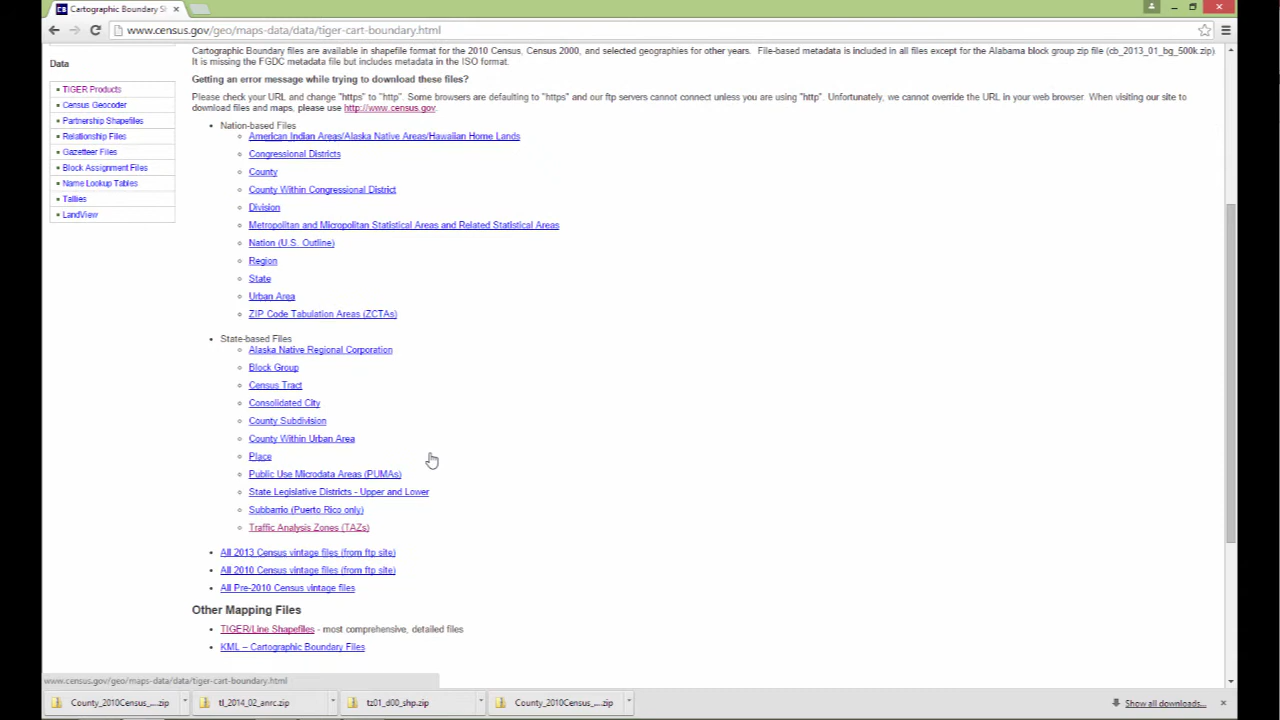 Cartographic Boundary S
www.census.gov/geo/maps-data/data/tiger-cart-boundary.html
Cartographic Boundary files are available in shapefile format for the 2010 Census, Census 2000, and selected geographies for other years. File-based metadata is included in all files except for the Alabama block group zip file (cb_2013_01_bg_500k.zip).
It is missing the FGDC metadata file but includes metadata in the ISO format.
Data
TIGER Products
Census Geocoder
Partnership Shapefiles
Relationship Files
Gazetteer Files
Block Assignment Files
Name Lookup Tables
Tallies
LandView
Getting an error message while trying to download these files?
Please check your URL and change "https" to "http". Some browsers are defaulting to "https" and our ftp servers cannot connect unless you are using "http". Unfortunately, we cannot override the URL in your web browser. When visiting our site to
download files and maps, please use http://www.census.gov.
Nation-based Files
American Indian Areas/Alaska Native Areas/Hawaiian Home Lands
Congressional Districts
County
County Within Congressional District
Division
Metropolitan and Micropolitan Statistical Areas and Related Statistical Areas
Nation (U.S. Outline)
Region
State
Urban Area
ZIP Code Tabulation Areas (ZCTAs)
State-based Files
Alaska Native Regional Corporation
Block Group
Census Tract
Consolidated City
County Subdivision
County Within Urban Area
Place
Public Use Microdata Areas (PUMAs)
State Legislative Districts - Upper and Lower
Subbarrio (Puerto Rico only)
Traffic Analysis Zones (TAZs)
All 2013 Census vintage files (from ftp site)
All 2010 Census vintage files (from ftp site)
All Pre-2010 Census vintage files
Other Mapping Files
TIGER/Line Shapefiles - most comprehensive, detailed files
KML – Cartographic Boundary Files
www.census.gov/geo/maps-data/data/tiger-cart-boundary.html
County_2010Census_....zip
tl_2014_02_anrc.zip
tz01_d00_shp.zip
County_2010Census_....zip
Show all downloads...